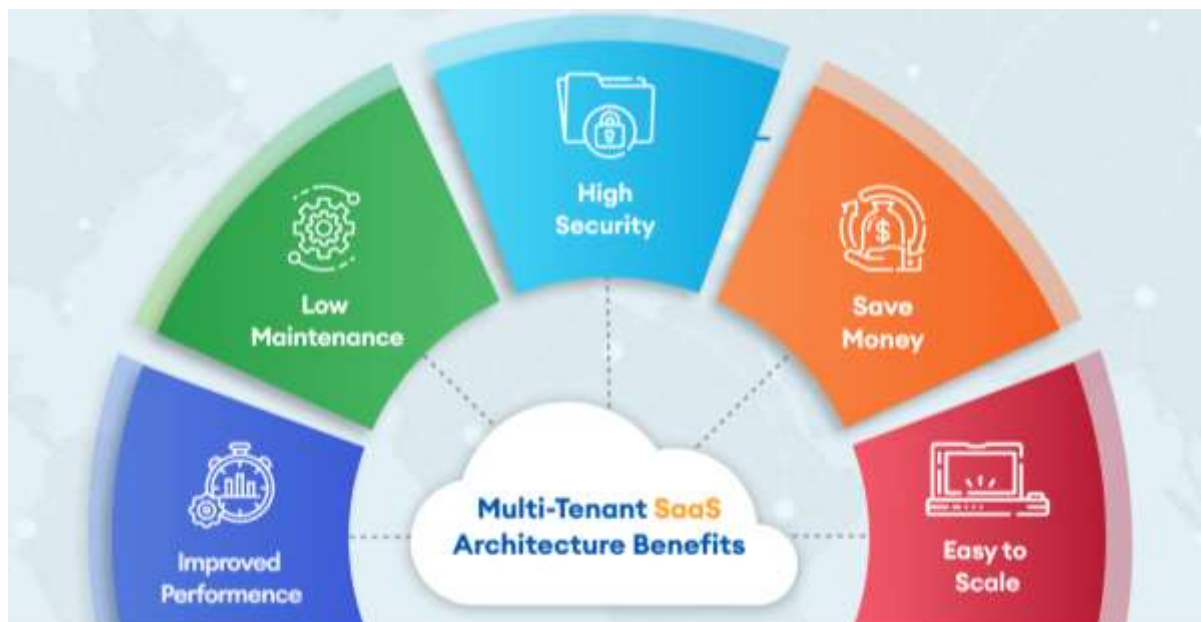 High
Security
Low
Maintenance
Save
Money
Improved
Performence
Multi-Tenant SaaS
Architecture Benefits
Easy to
Scale